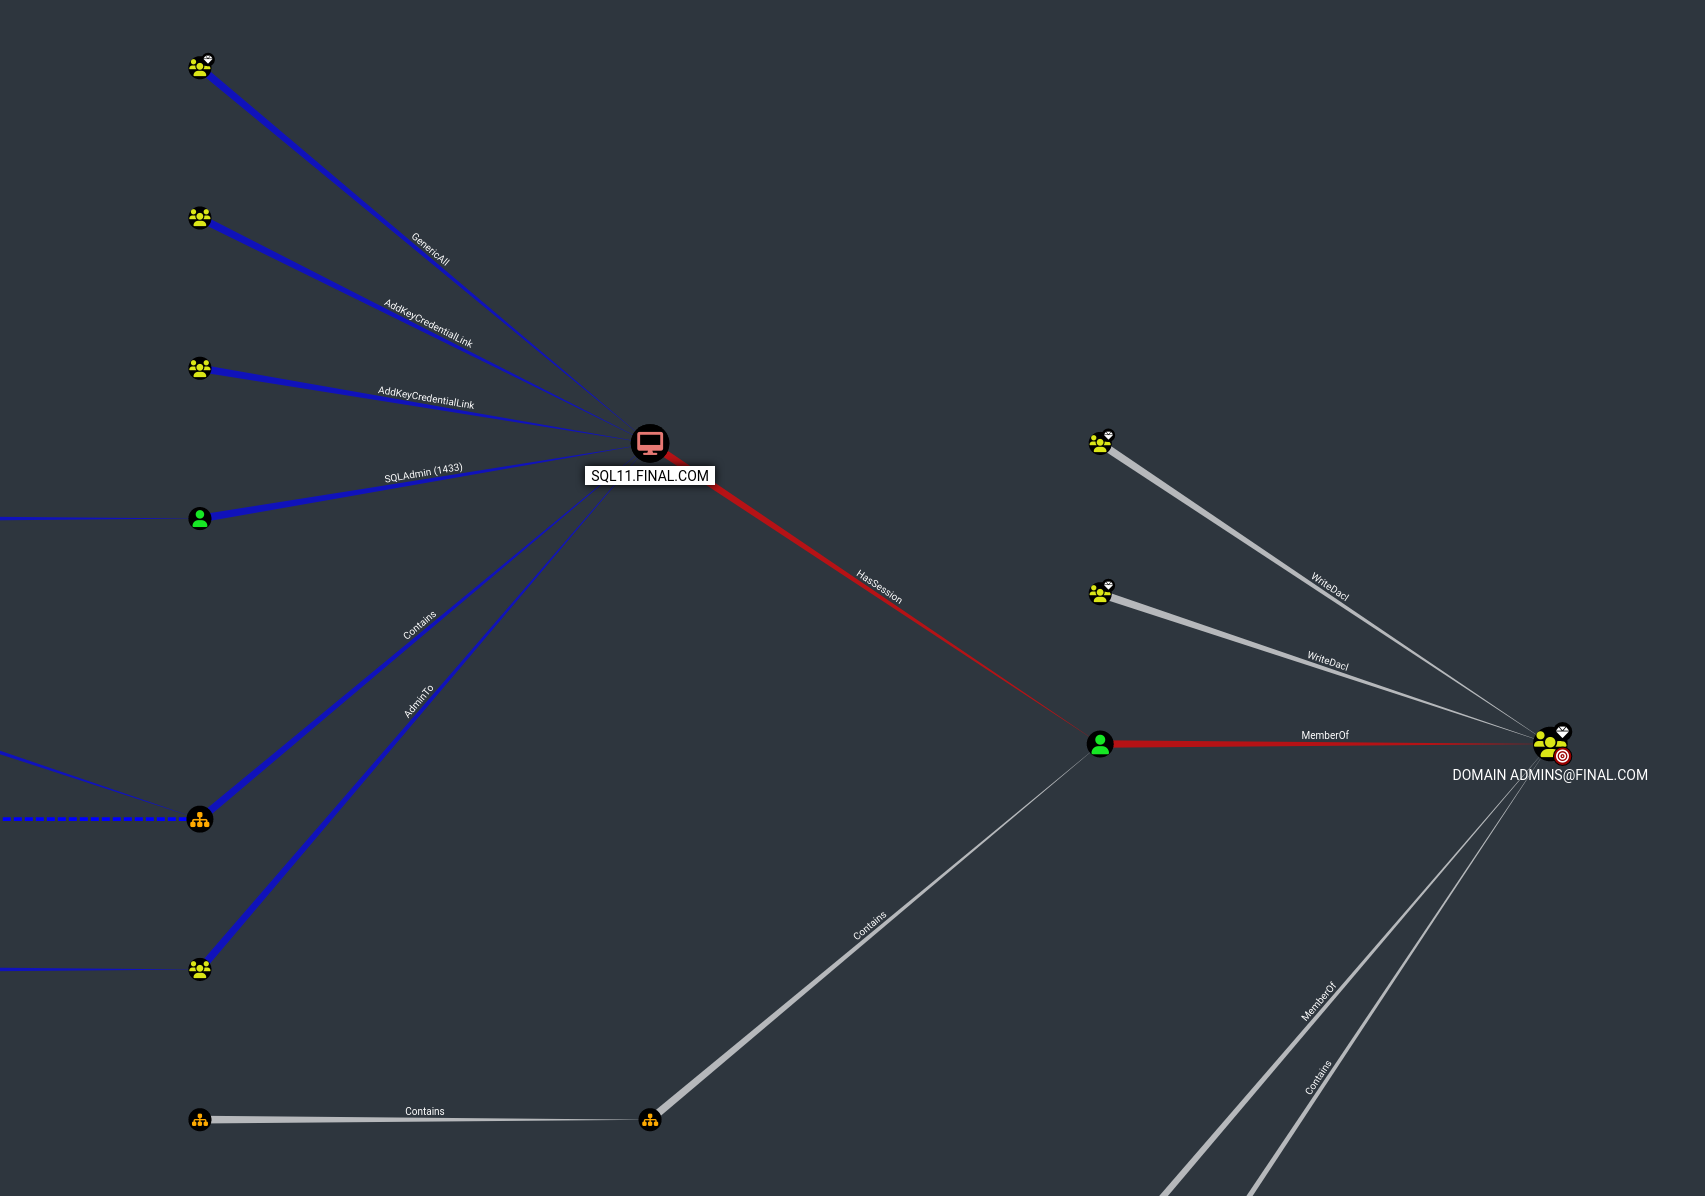 GenericAll
AddKeyCredentialLink
AddKeyCredentialLink
SQLAdmin (1433)
SQL11.FINAL.COM
HasSession
WriteDacl
Contains
WriteDacl
AdminTo
MemberOf
DOMAIN ADMINS@FINAL.COM
Contains
MemberOf
Contains
Contains